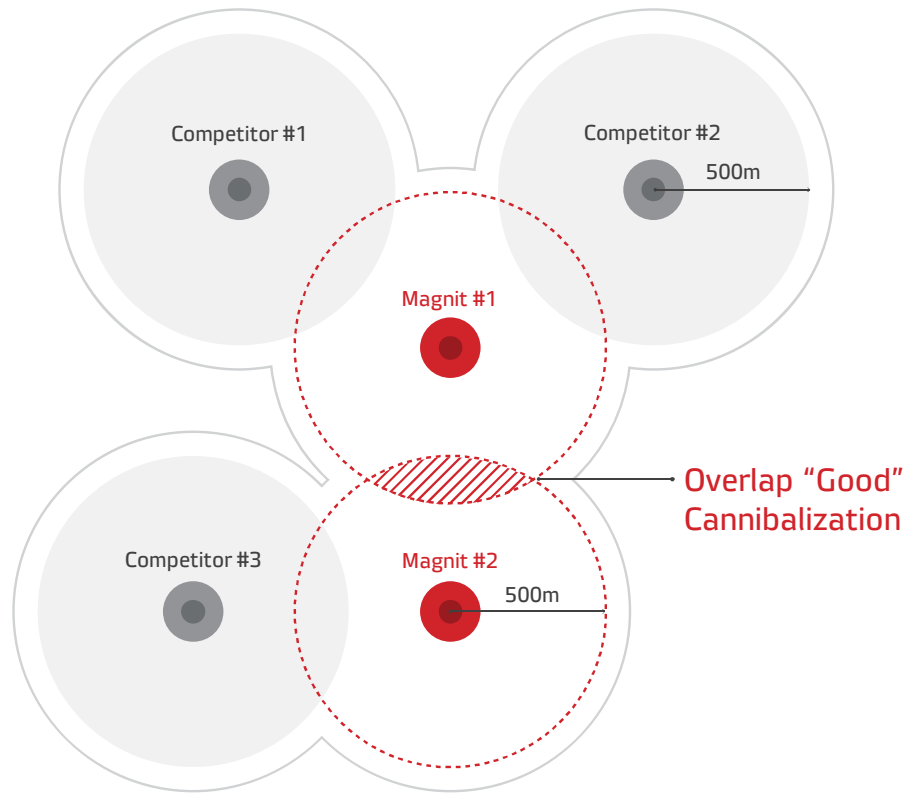 Competitor #1
Competitor #2
500m
Magnit #1
Overlap “Good”
Cannibalization
Competitor #3
Magnit #2
500m